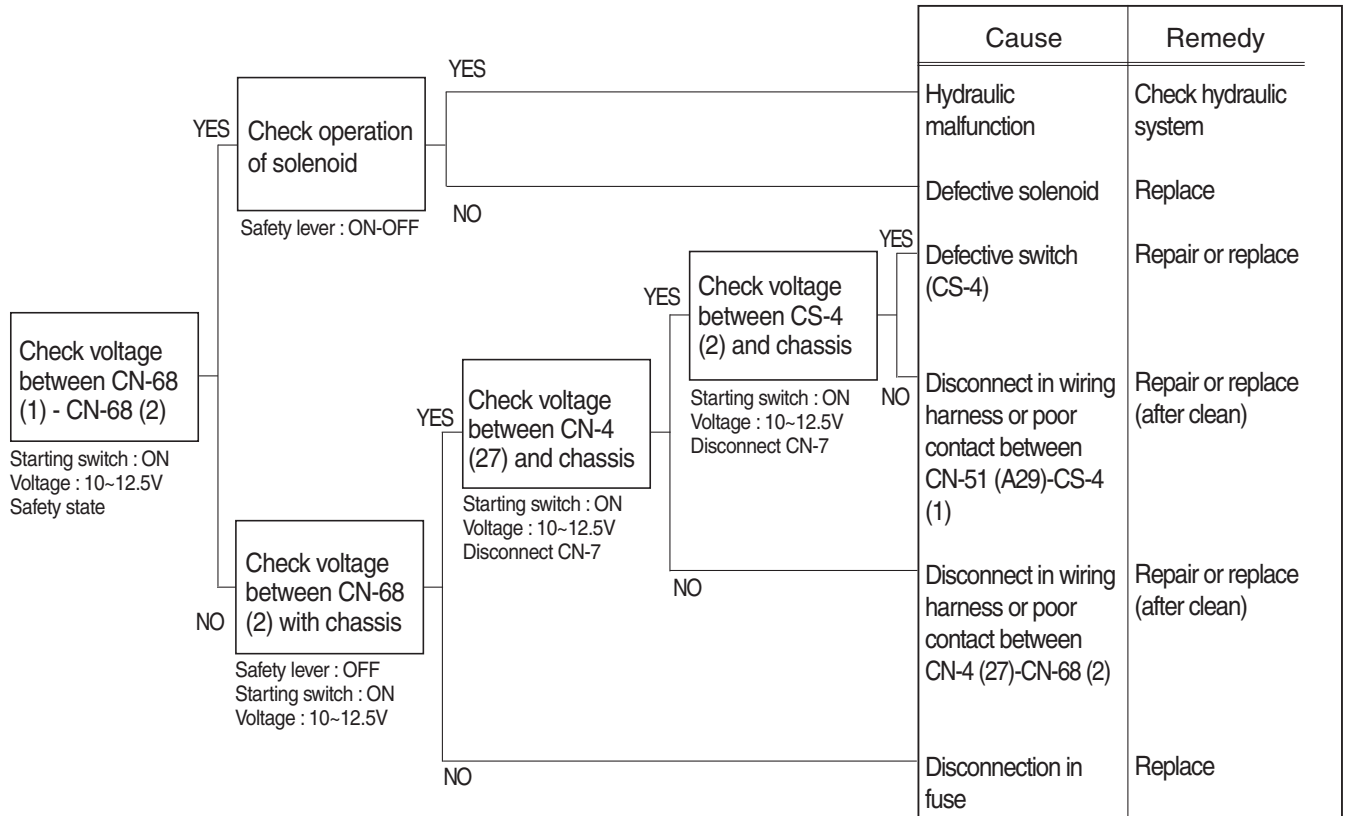 Cause
Remedy
YES
Hydraulic
malfunction
Check hydraulic
system
YES
Check operation
of solenoid
Defective solenoid
Replace
NO
Safety lever : ON-OFF
YES
Defective switch
(CS-4)
Repair or replace
YES
Check voltage
between CS-4
(2) and chassis
Starting switch : ON
Voltage : 10~12.5V
Disconnect CN-7
NO
Disconnect in wiring
harness or poor
contact between
CN-51 (A29)-CS-4
(1)
Repair or replace
(after clean)
Check voltage
between CN-68
(1) - CN-68 (2)
Starting switch : ON
Voltage : 10~12.5V
Safety state
YES
Check voltage
between CN-4
(27) and chassis
Starting switch : ON
Voltage : 10~12.5V
Disconnect CN-7
NO
Disconnect in wiring
harness or poor
contact between
CN-4 (27)-CN-68 (2)
Repair or replace
(after clean)
NO
Check voltage
between CN-68
(2) with chassis
Safety lever : OFF
Starting switch : ON
Voltage : 10~12.5V
NO
Disconnection in
fuse
Replace